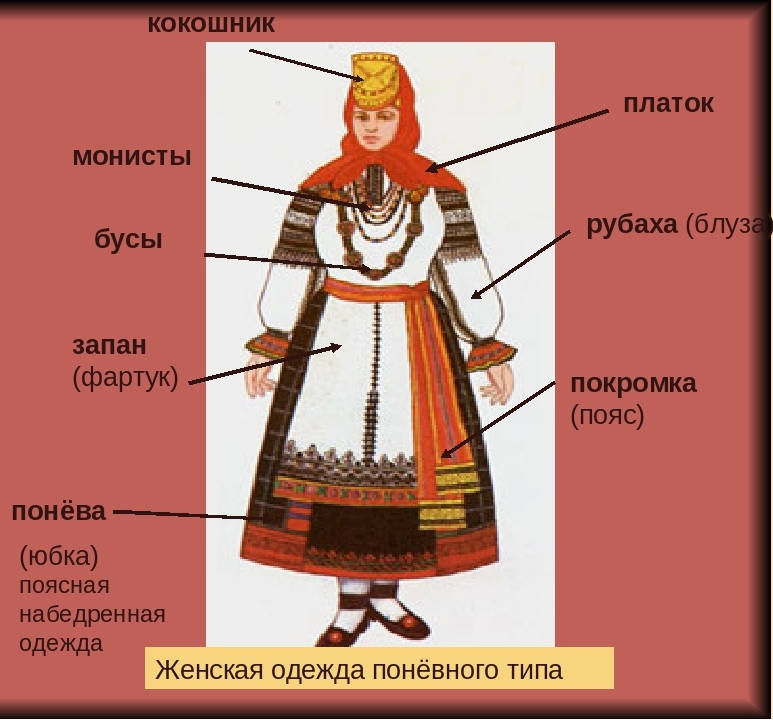 кокошник
платок
монисты
рубаха (блуза)
бусы
запан
(фартук)
покромка
(пояс)
понёва
(юбка)
поясная
набедренная
одежда
Женская одежда понёвного типа